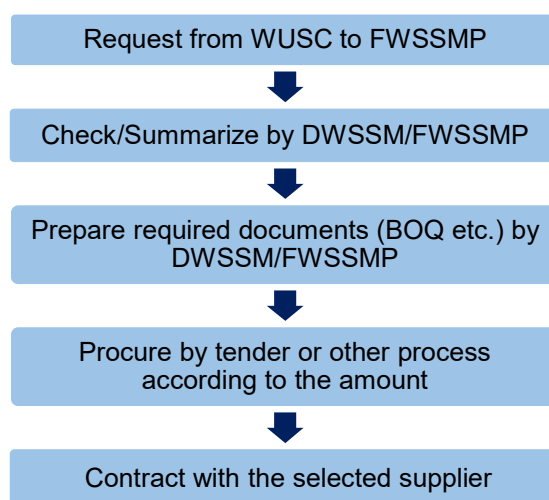 Request from WUSC to FWSSMP
Check/Summarize by DWSSM/FWSSMP
Prepare required documents (BOQ etc.) by
DWSSM/FWSSMP
Procure by tender or other process
according to the amount
Contract with the selected supplier